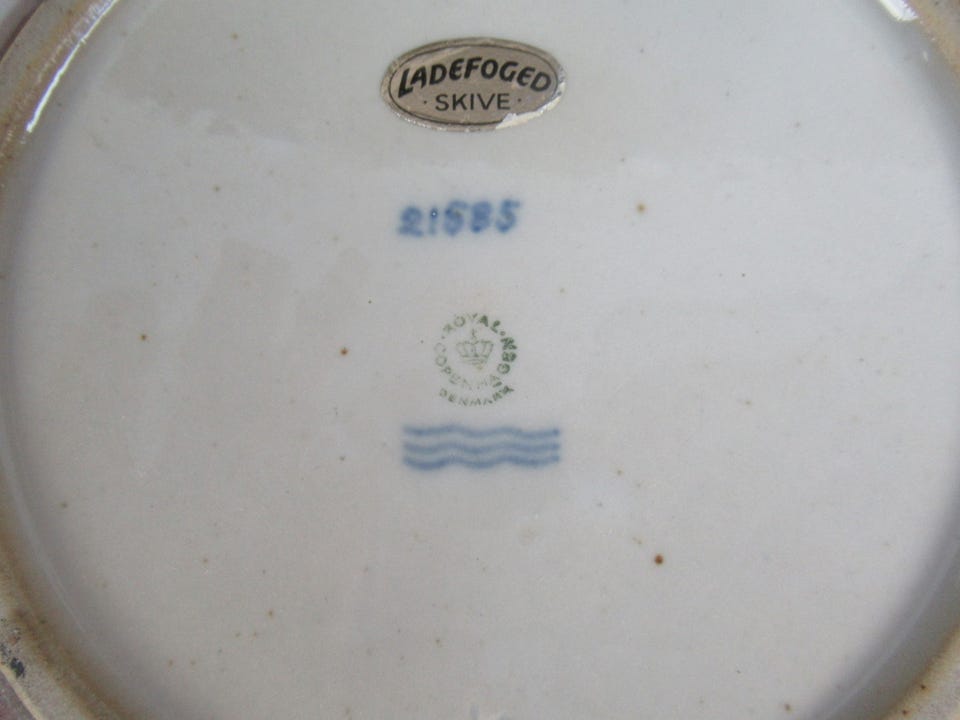 LADEFOGED
· SKIVE ·
21585
· ROYAL ·
COPENHAGEN
DENMARK